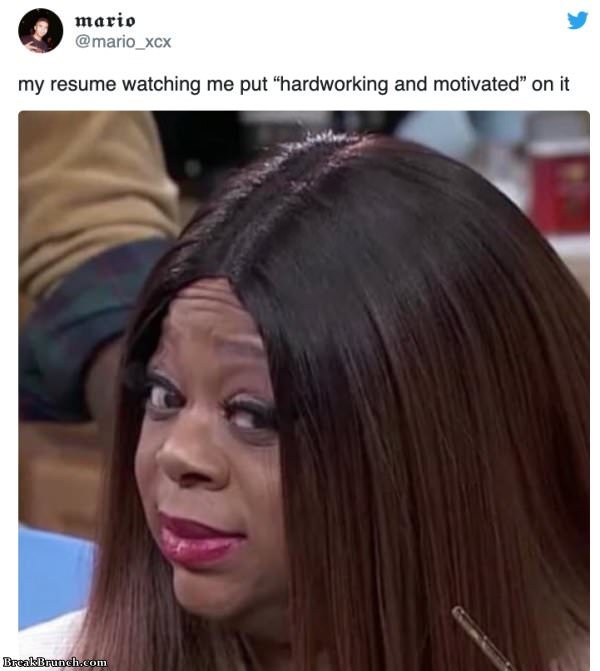 mario
@mario_xcx
my resume watching me put “hardworking and motivated” on it
BreakBrunch.com